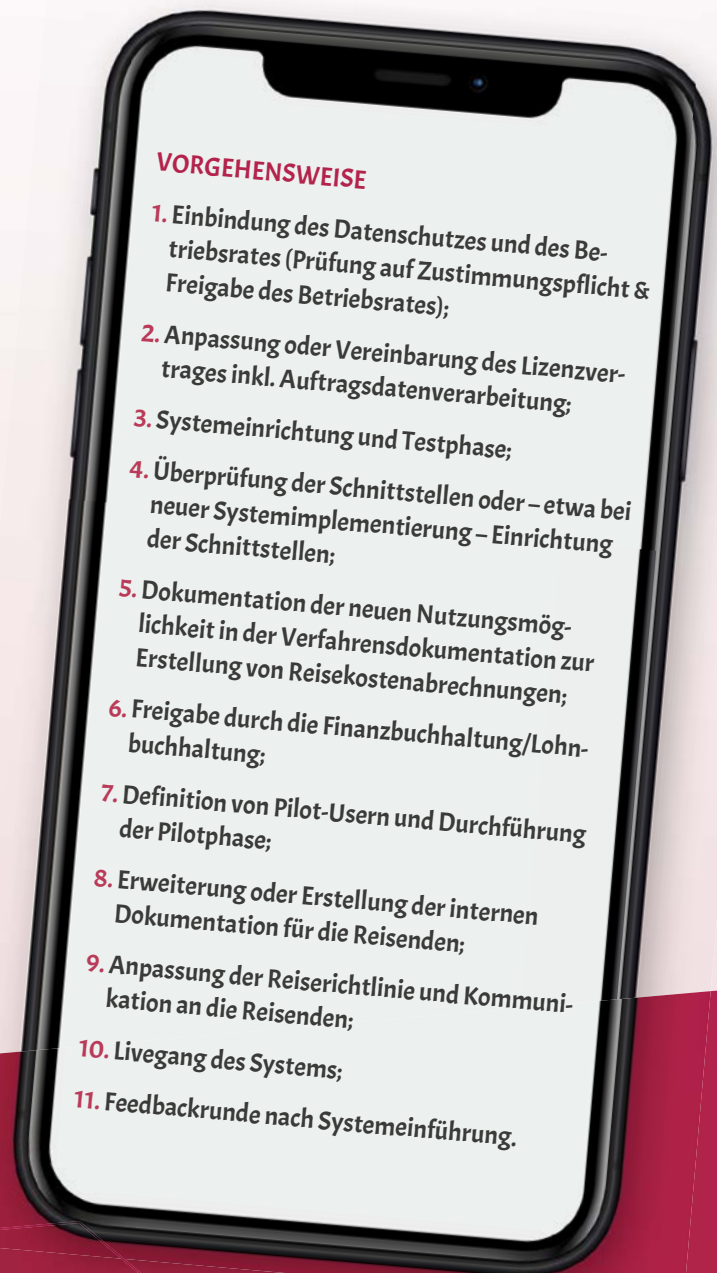 VORGEHENSWEISE
1. Einbindung des Datenschutzes und des Be-
triebsrates (Prüfung auf Zustimmungspflicht &
Freigabe des Betriebsrates);
2. Anpassung oder Vereinbarung des Lizenzver-
trages inkl. Auftragsdatenverarbeitung;
3. Systemeinrichtung und Testphase;
4. Überprüfung der Schnittstellen oder – etwa bei
neuer Systemimplementierung – Einrichtung
der Schnittstellen;
5. Dokumentation der neuen Nutzungsmög-
lichkeit in der Verfahrensdokumentation zur
Erstellung von Reisekostenabrechnungen;
6. Freigabe durch die Finanzbuchhaltung/Lohn-
buchhaltung;
7. Definition von Pilot-Usern und Durchführung
der Pilotphase;
8. Erweiterung oder Erstellung der internen
Dokumentation für die Reisenden;
9. Anpassung der Reiserichtlinie und Kommuni-
kation an die Reisenden;
10. Livegang des Systems;
11. Feedbackrunde nach Systemeinführung.